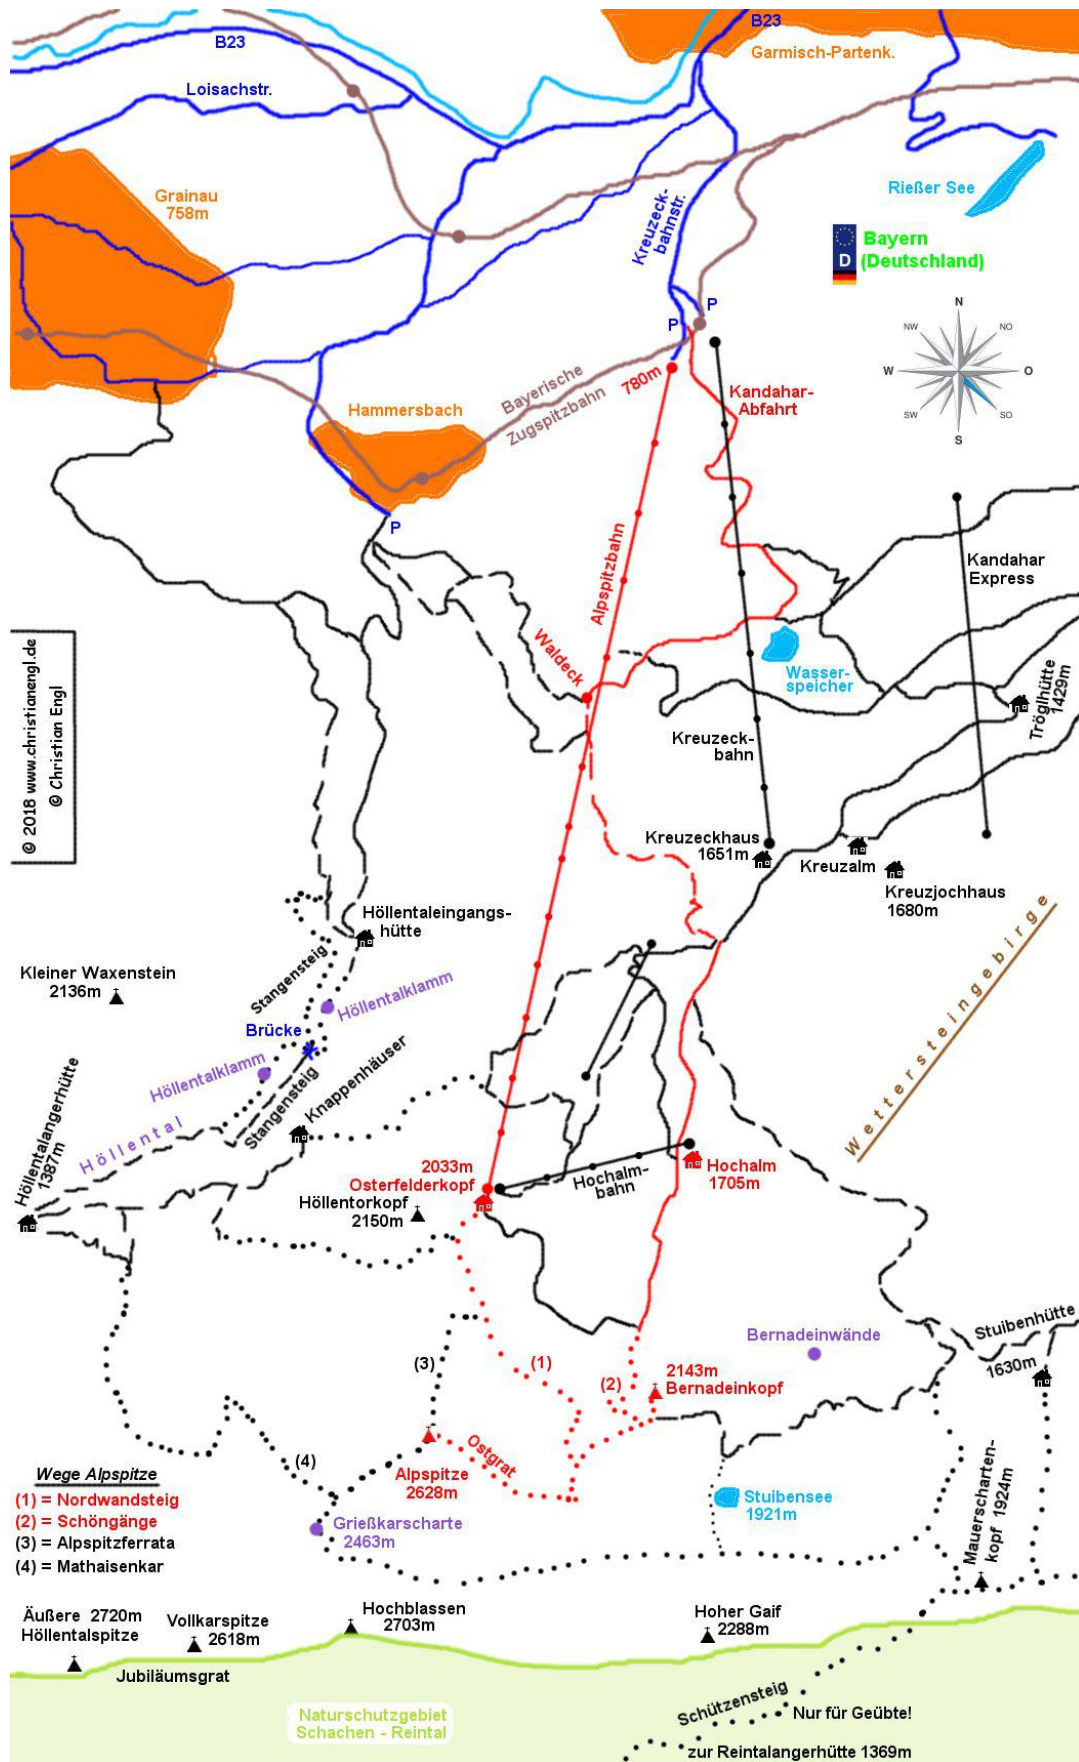 B23
B23
Garmisch-Partenk.
Loisachstr.
Grainau
758m
Rießer See
Kreuzeck-
bahnstr.
D
Bayern
(Deutschland)
N
NW
NO
W
O
SW
SO
S
P
P
780m
Kandahar-
Abfahrt
Bayerische
Zugspitzbahn
Hammersbach
P
Alpspitzbahn
Kandahar
Express
Waldeck
Wasser-
speicher
Tröglhütte
1429m
© 2018 www.christianengl.de
© Christian Engl
Kreuzeck-
bahn
Kreuzeckhaus
1651m
Kreuzalm
Kreuzjochhaus
1680m
Höllentaleingangs-
hütte
Stangensteig
Kleiner Waxenstein
2136m
Höllentalklamm
Brücke
Höllentalklamm
Stangensteig
Knappenhäuser
Wettersteingebirge
Höllentalangerhütte
1387m
Höllental
2033m
Osterfelderkopf
Höllentorkopf
2150m
Hochalm-
bahn
Hochalm
1705m
Stuibenhütte
1630m
Bernadeinwände
(3)
(1)
(2)
2143m
Bernadeinkopf
Ostgrat
(4)
Alpspitze
2628m
Wege Alpspitze
(1) = Nordwandsteig
(2) = Schöngänge
(3) = Alpspitzferrata
(4) = Mathaisenkar
Grießkarscharte
2463m
Stuibensee
1921m
Mauerscharten-
kopf 1924m
Äußere 2720m
Höllentalspitze
Vollkarspitze
2618m
Hochblassen
2703m
Hoher Gaif
2288m
Jubiläumsgrat
Naturschutzgebiet
Schachen - Reintal
Schützensteig
Nur für Geübte!
zur Reintalangerhütte 1369m